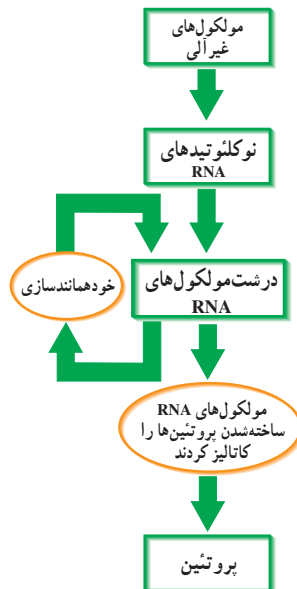 مولکول‌های
غیرآلی
نوکلئوتیدهای
RNA
درشت‌مولکول‌های
RNA
خودهمانندسازی
مولکول‌های RNA
ساخته‌شدن پروتئین‌ها را
کاتالیز کردند
پروتئین